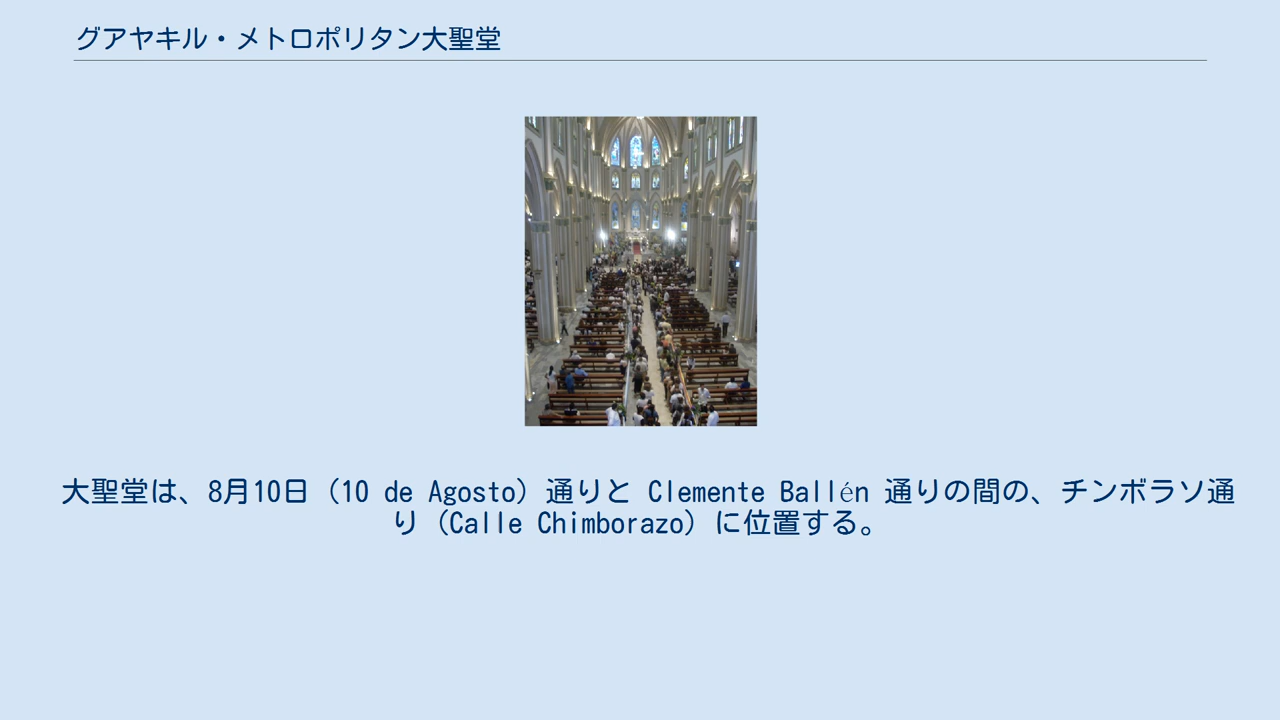 グアヤキル・メトロポリタン大聖堂
大聖堂は、8月10日（10 de Agosto）通りと Clemente Ballén 通りの間の、チンボラソ通
り（Calle Chimborazo）に位置する。